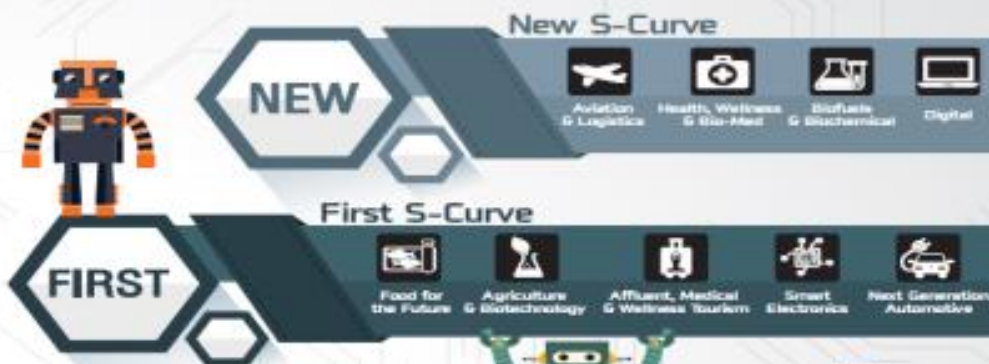 New S-Curve
NEW
Aviation
& Logistics
Health, Wellness
& Bio-Med
Biofuels
& Biochemical
Digital
First S-Curve
FIRST
Food for
the Future
Agriculture
& Biotechnology
Affluent, Medical
& Wellness Tourism
Smart
Electronics
Next Generation
Automotive